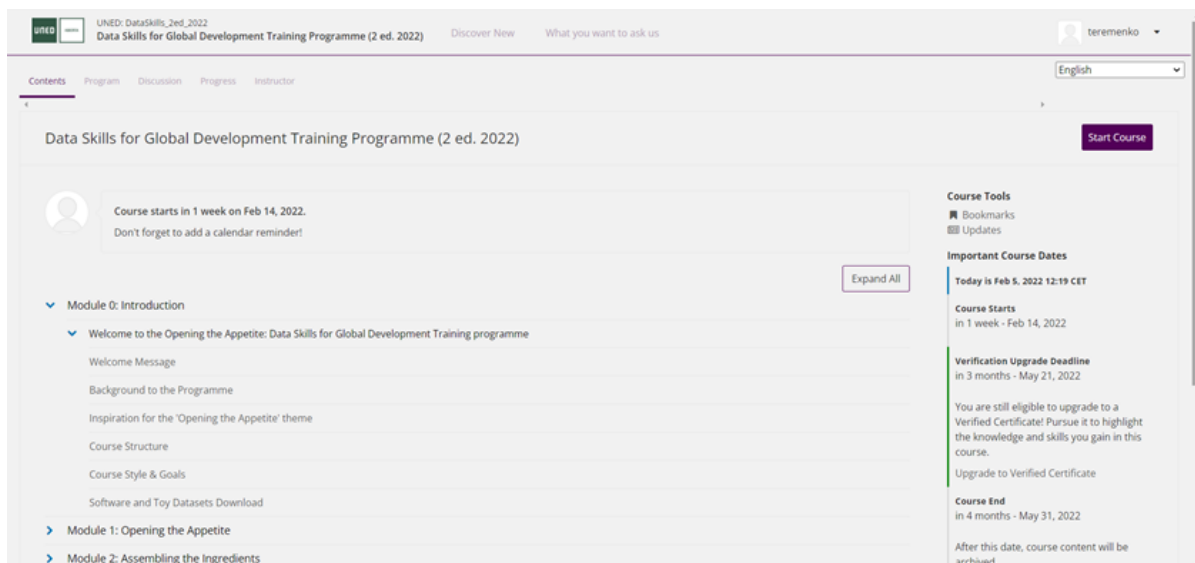 UNED
UNED: DataSkills_2ed_2022
Data Skills for Global Development Training Programme (2 ed. 2022)
Discover New
What you want to ask us
teremenko
English
Contents
Program
Discussion
Progress
Instructor
Data Skills for Global Development Training Programme (2 ed. 2022)
Start Course
Course starts in 1 week on Feb 14, 2022.
Don't forget to add a calendar reminder!
Expand All
Module 0: Introduction
Welcome to the Opening the Appetite: Data Skills for Global Development Training programme
Welcome Message
Background to the Programme
Inspiration for the 'Opening the Appetite' theme
Course Structure
Course Style & Goals
Software and Toy Datasets Download
Module 1: Opening the Appetite
Module 2: Assembling the Ingredients
Course Tools
Bookmarks
Updates
Important Course Dates
Today is Feb 5, 2022 12:19 CET
Course Starts
in 1 week - Feb 14, 2022
Verification Upgrade Deadline
in 3 months - May 21, 2022
You are still eligible to upgrade to a
Verified Certificate! Pursue it to highlight
the knowledge and skills you gain in this
course.
Upgrade to Verified Certificate
Course End
in 4 months - May 31, 2022
After this date, course content will be
archived